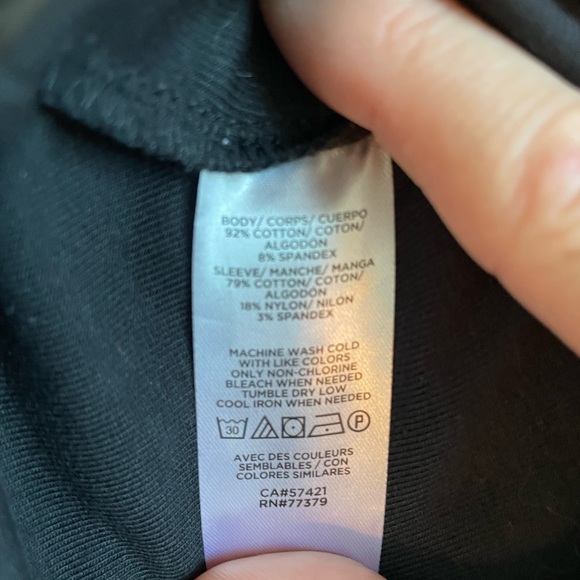 BODY/ CORPS/ CUERPO
92% COTTON/ COTON/
ALGODÓN
8% SPANDEX
SLEEVE/ MANCHE/ MANGA
79% COTTON/ COTON/
ALGODÓN
18% NYLON/ NILÓN
3% SPANDEX
MACHINE WASH COLD
WITH LIKE COLORS
ONLY NON-CHLORINE
BLEACH WHEN NEEDED
TUMBLE DRY LOW
COOL IRON WHEN NEEDED
30 P
AVEC DES COULEURS
SEMBLABLES / CON
COLORES SIMILARES
CA#57421
RN#77379